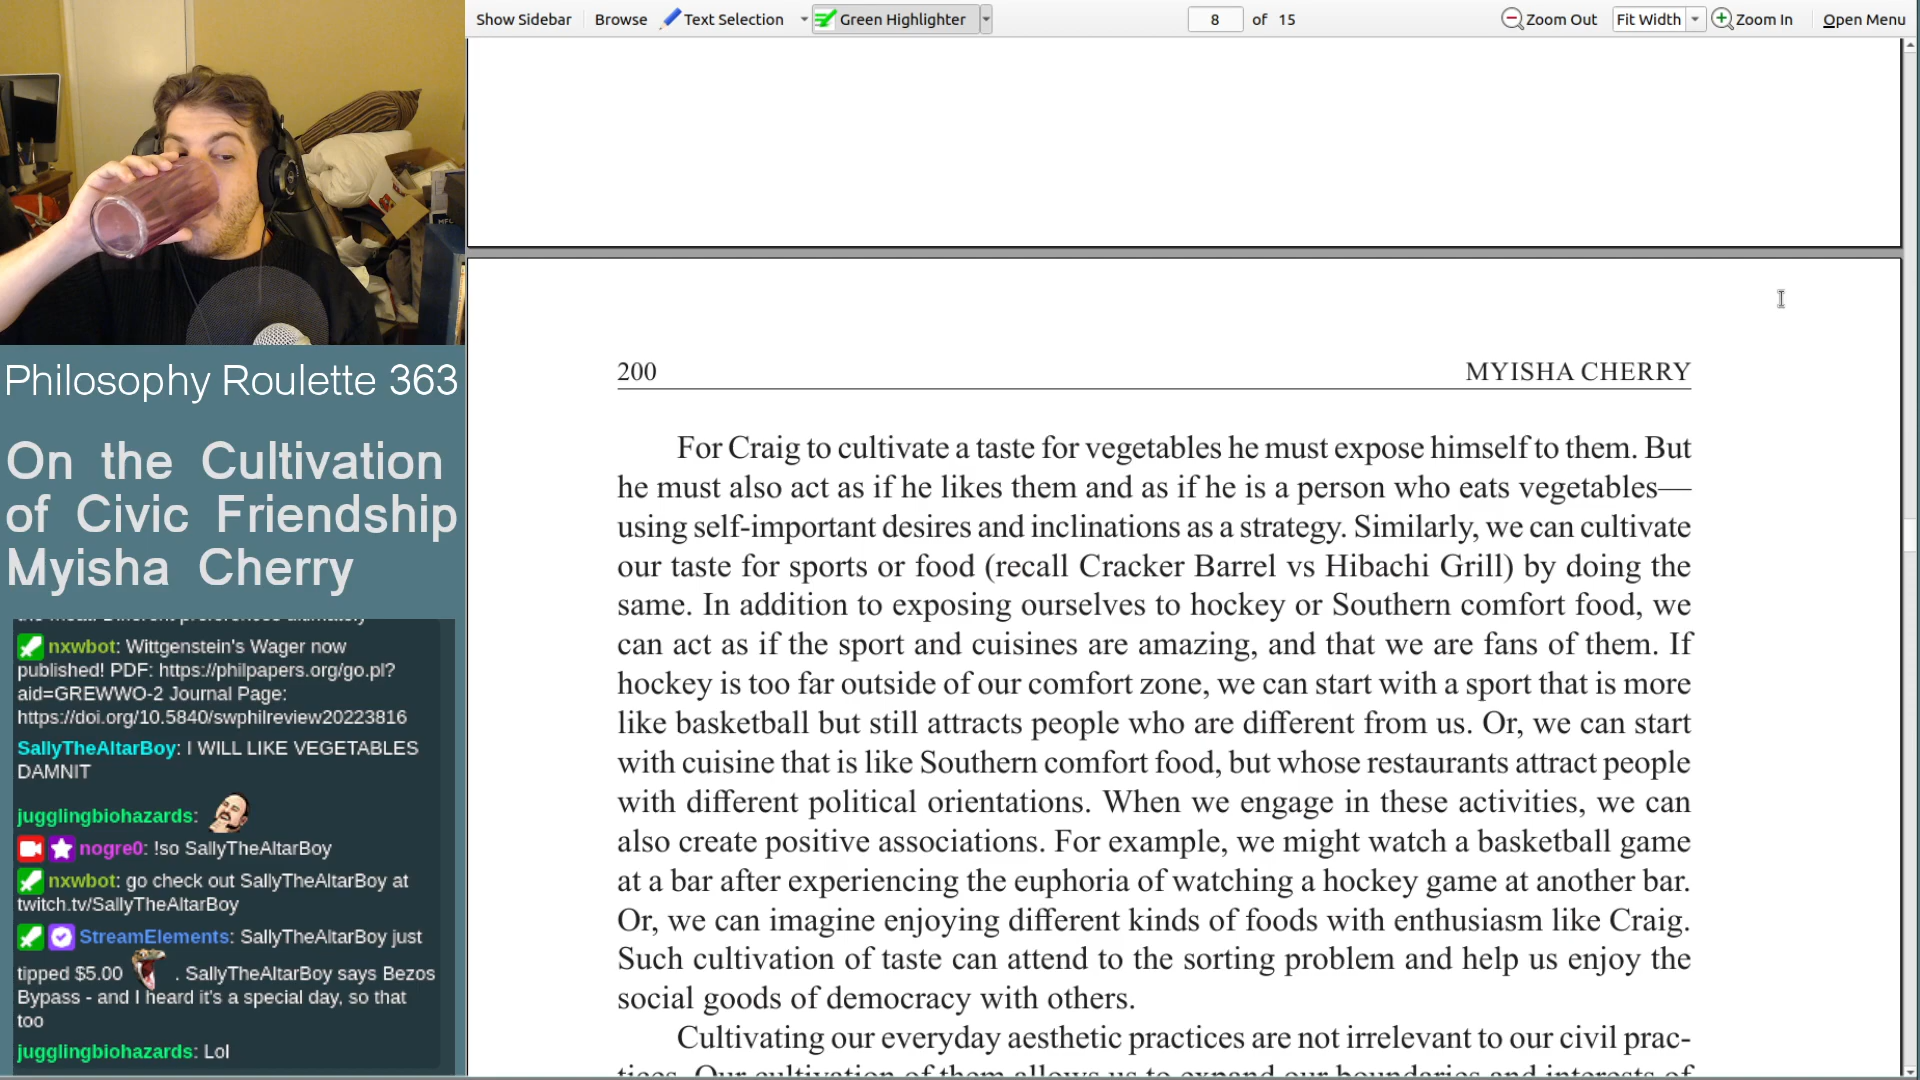 Show Sidebar Browse Text Selection Green Highlighter 8 of 15 Zoom Out Fit Width Zoom In Open Menu
200 MYISHA CHERRY
For Craig to cultivate a taste for vegetables he must expose himself to them. But
he must also act as if he likes them and as if he is a person who eats vegetables—
using self-important desires and inclinations as a strategy. Similarly, we can cultivate
our taste for sports or food (recall Cracker Barrel vs Hibachi Grill) by doing the
same. In addition to exposing ourselves to hockey or Southern comfort food, we
can act as if the sport and cuisines are amazing, and that we are fans of them. If
hockey is too far outside of our comfort zone, we can start with a sport that is more
like basketball but still attracts people who are different from us. Or, we can start
with cuisine that is like Southern comfort food, but whose restaurants attract people
with different political orientations. When we engage in these activities, we can
also create positive associations. For example, we might watch a basketball game
at a bar after experiencing the euphoria of watching a hockey game at another bar.
Or, we can imagine enjoying different kinds of foods with enthusiasm like Craig.
Such cultivation of taste can attend to the sorting problem and help us enjoy the
social goods of democracy with others.
Cultivating our everyday aesthetic practices are not irrelevant to our civil prac-
tices. Our cultivation of them allows us to expand our boundaries and interests of
Philosophy Roulette 363
On the Cultivation
of Civic Friendship
Myisha Cherry
nxwbot: Wittgenstein's Wager now
published! PDF: https://philpapers.org/go.pl?
aid=GREWWO-2 Journal Page:
https://doi.org/10.5840/swphilreview20223816
SallyTheAltarBoy: I WILL LIKE VEGETABLES
DAMNIT
jugglingbiohazards:
nogre0: !so SallyTheAltarBoy
nxwbot: go check out SallyTheAltarBoy at
twitch.tv/SallyTheAltarBoy
StreamElements: SallyTheAltarBoy just
tipped $5.00 . SallyTheAltarBoy says Bezos
Bypass - and I heard it's a special day, so that
too
jugglingbiohazards: Lol